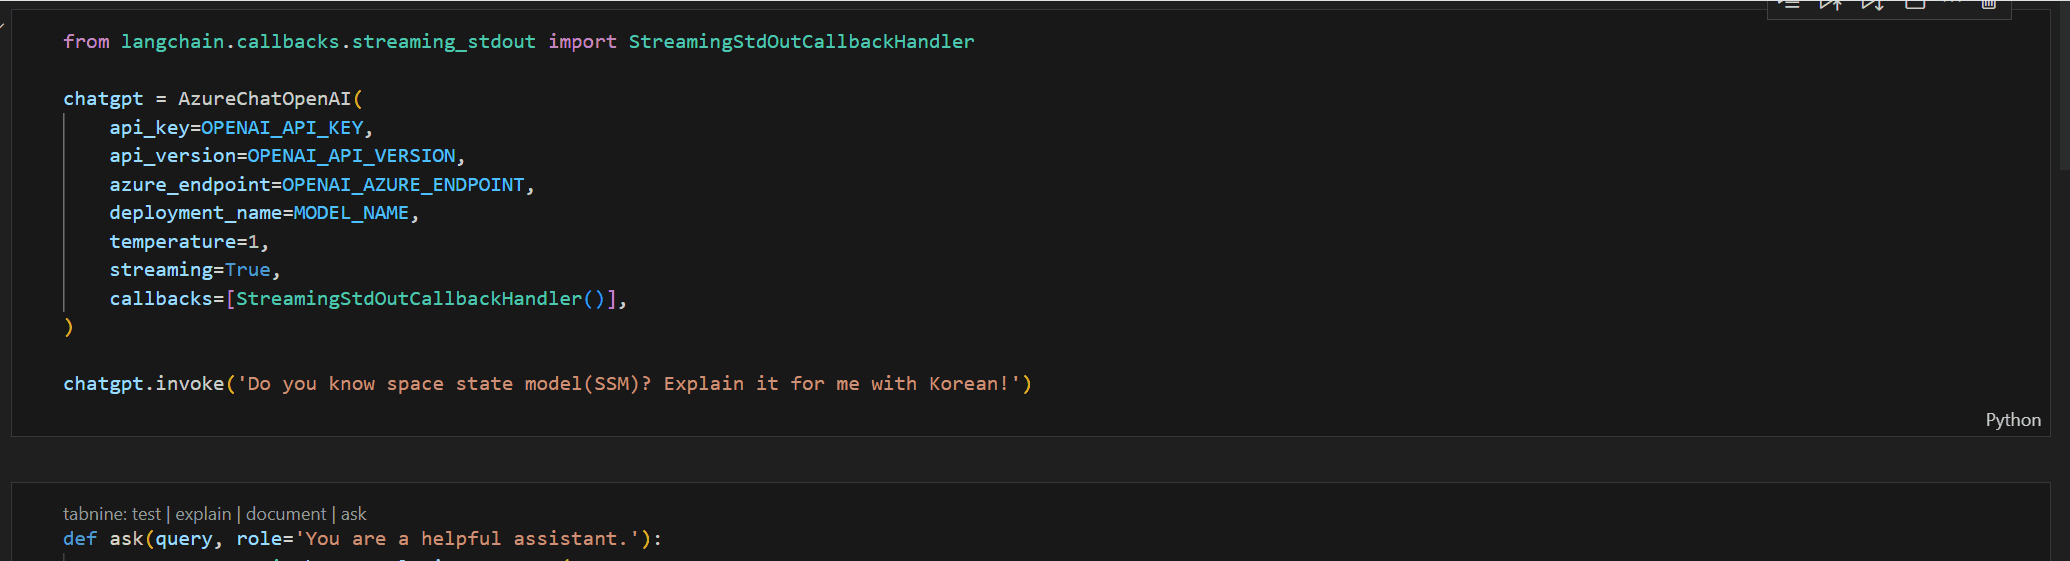 from langchain.callbacks.streaming_stdout import StreamingStdOutCallbackHandler
chatgpt = AzureChatOpenAI(
api_key=OPENAI_API_KEY,
api_version=OPENAI_API_VERSION,
azure_endpoint=OPENAI_AZURE_ENDPOINT,
deployment_name=MODEL_NAME,
temperature=1,
streaming=True,
callbacks=[StreamingStdOutCallbackHandler()],
)
chatgpt.invoke('Do you know space state model(SSM)? Explain it for me with Korean!')
Python
tabnine: test | explain | document | ask
def ask(query, role='You are a helpful assistant.'):